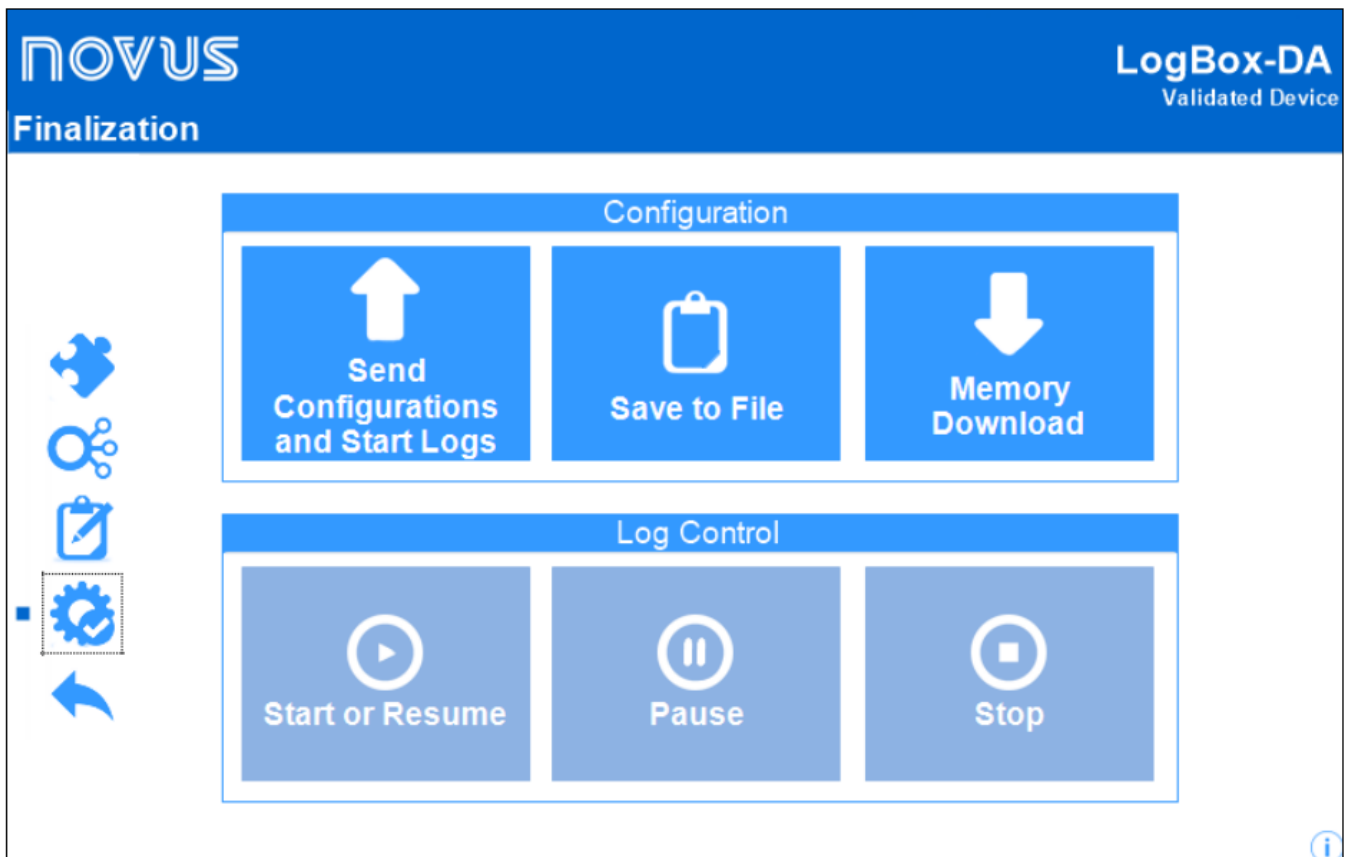 NOVUS
LogBox-DA
Validated Device
Finalization
Configuration
Send
Configurations
and Start Logs
Save to File
Memory
Download
Log Control
Start or Resume
Pause
Stop
i